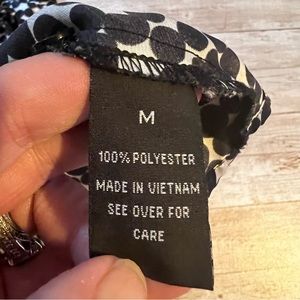 M
100% POLYESTER
MADE IN VIETNAM
SEE OVER FOR
CARE